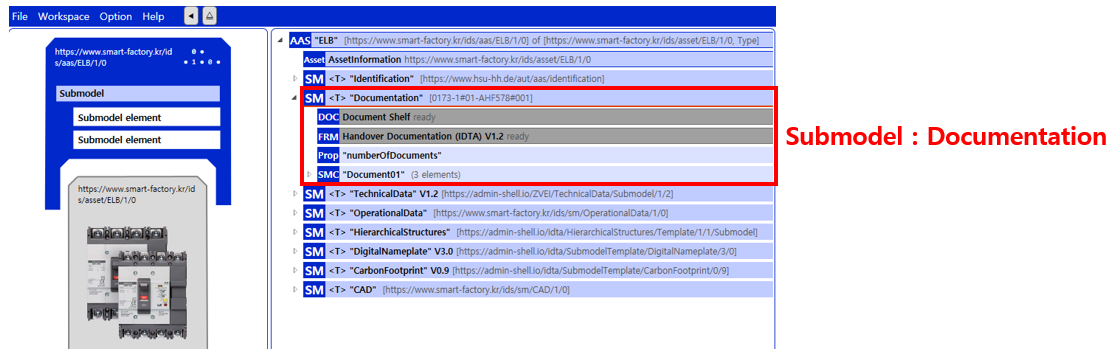 File Workspace Option Help
https://www.smart-factory.kr/id
s/aas/ELB/1/0
0
1 0
Submodel
Submodel element
Submodel element
https://www.smart-factory.kr/id
s/asset/ELB/1/0
AAS "ELB" [https://www.smart-factory.kr/ids/aas/ELB/1/0] of [https://www.smart-factory.kr/ids/asset/ELB/1/0, Type]
Asset AssetInformation https://www.smart-factory.kr/ids/asset/ELB/1/0
SM <T> "Identification" [https://www.hsu-hh.de/aut/aas/identification]
SM <T> "Documentation" [0173-1#01-AHF578#001]
DOC Document Shelf ready
FRM Handover Documentation (IDTA) V1.2 ready
Prop "numberOfDocuments"
SMC "Document01" (3 elements)
SM <T> "TechnicalData" V1.2 [https://admin-shell.io/ZVEI/TechnicalData/Submodel/1/2]
SM <T> "OperationalData" [https://www.smart-factory.kr/ids/sm/OperationalData/1/0]
SM <T> "HierarchicalStructures" [https://admin-shell.io/idta/HierarchicalStructures/Template/1/1/Submodel]
SM <T> "DigitalNameplate" V3.0 [https://admin-shell.io/idta/SubmodelTemplate/DigitalNameplate/3/0]
SM <T> "CarbonFootprint" V0.9 [https://admin-shell.io/idta/SubmodelTemplate/CarbonFootprint/0/9]
SM <T> "CAD" [https://www.smart-factory.kr/ids/sm/CAD/1/0]
Submodel : Documentation